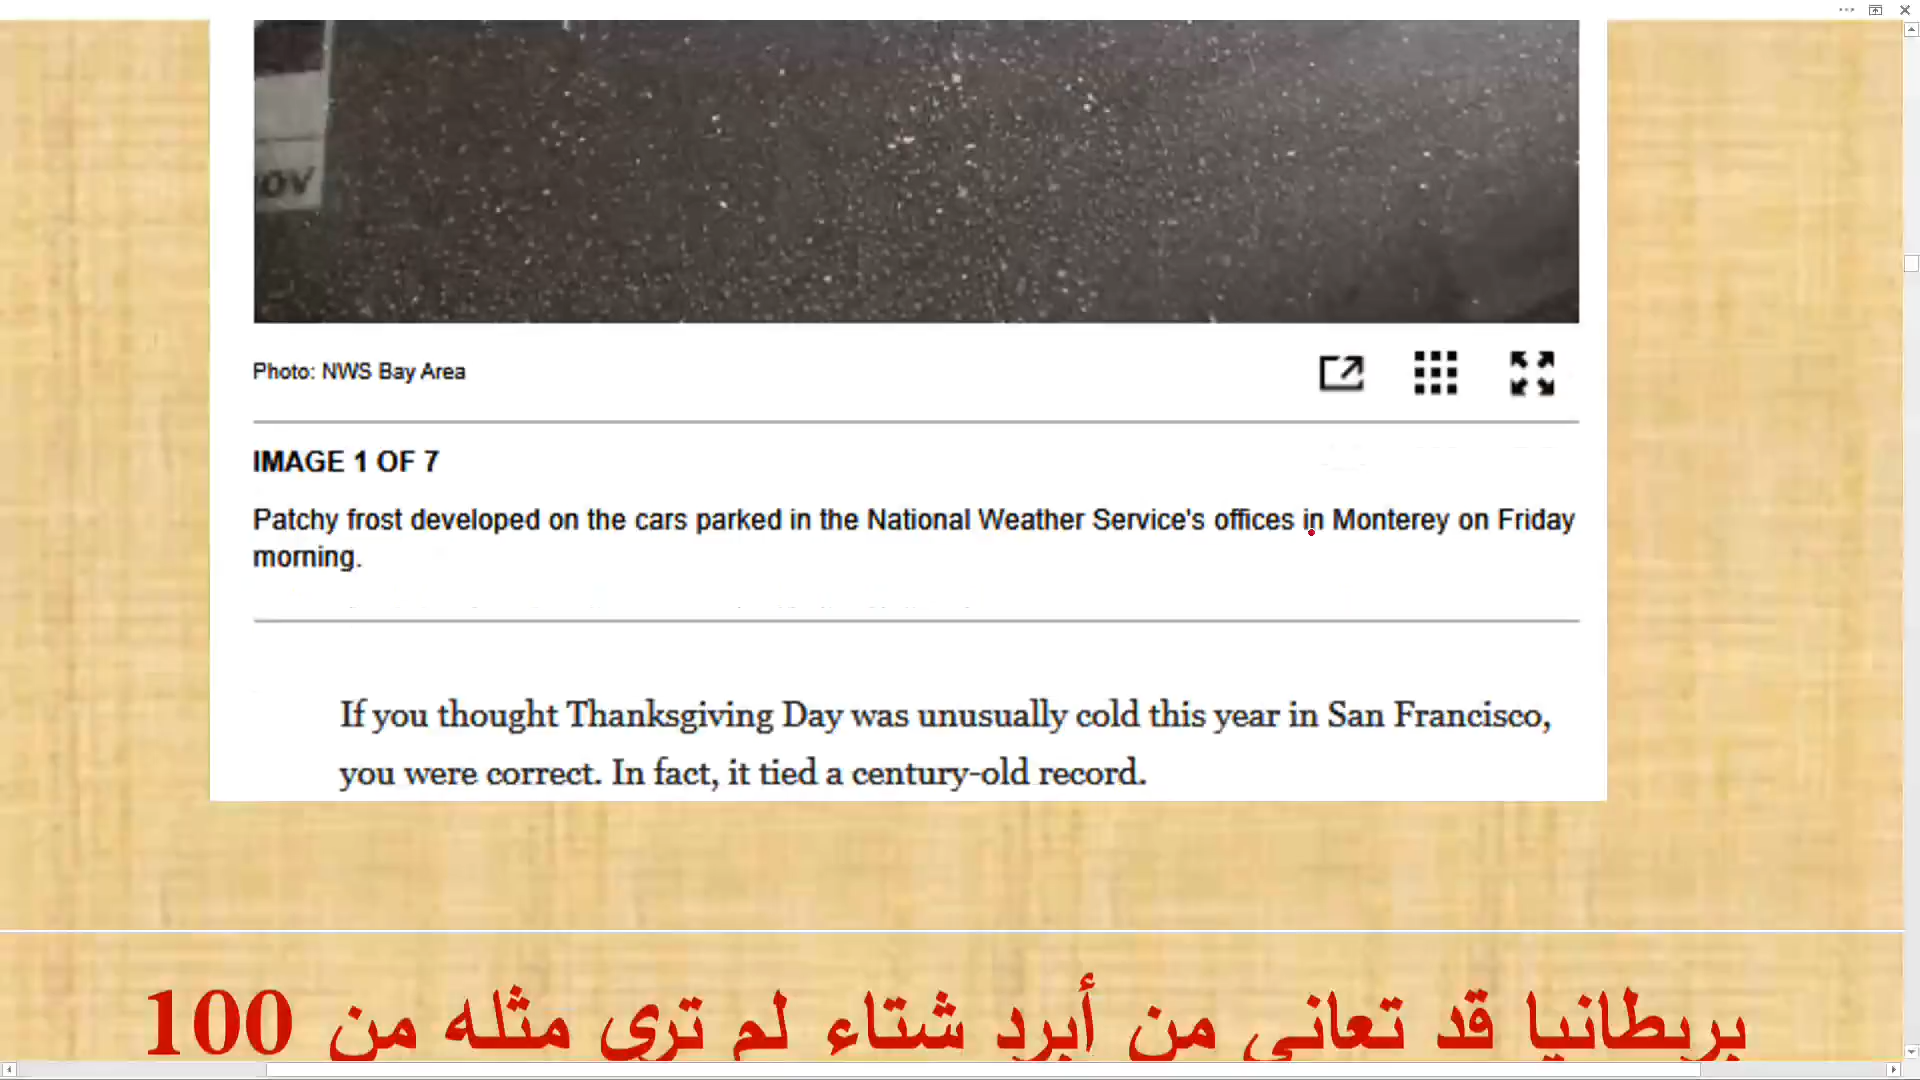 OV
Photo: NWS Bay Area
IMAGE 1 OF 7
Patchy frost developed on the cars parked in the National Weather Service's offices in Monterey on Friday
morning.
If you thought Thanksgiving Day was unusually cold this year in San Francisco,
you were correct. In fact, it tied a century-old record.
بريطانيا قد تعاني من أبرد شتاء لم ترى مثله من 100